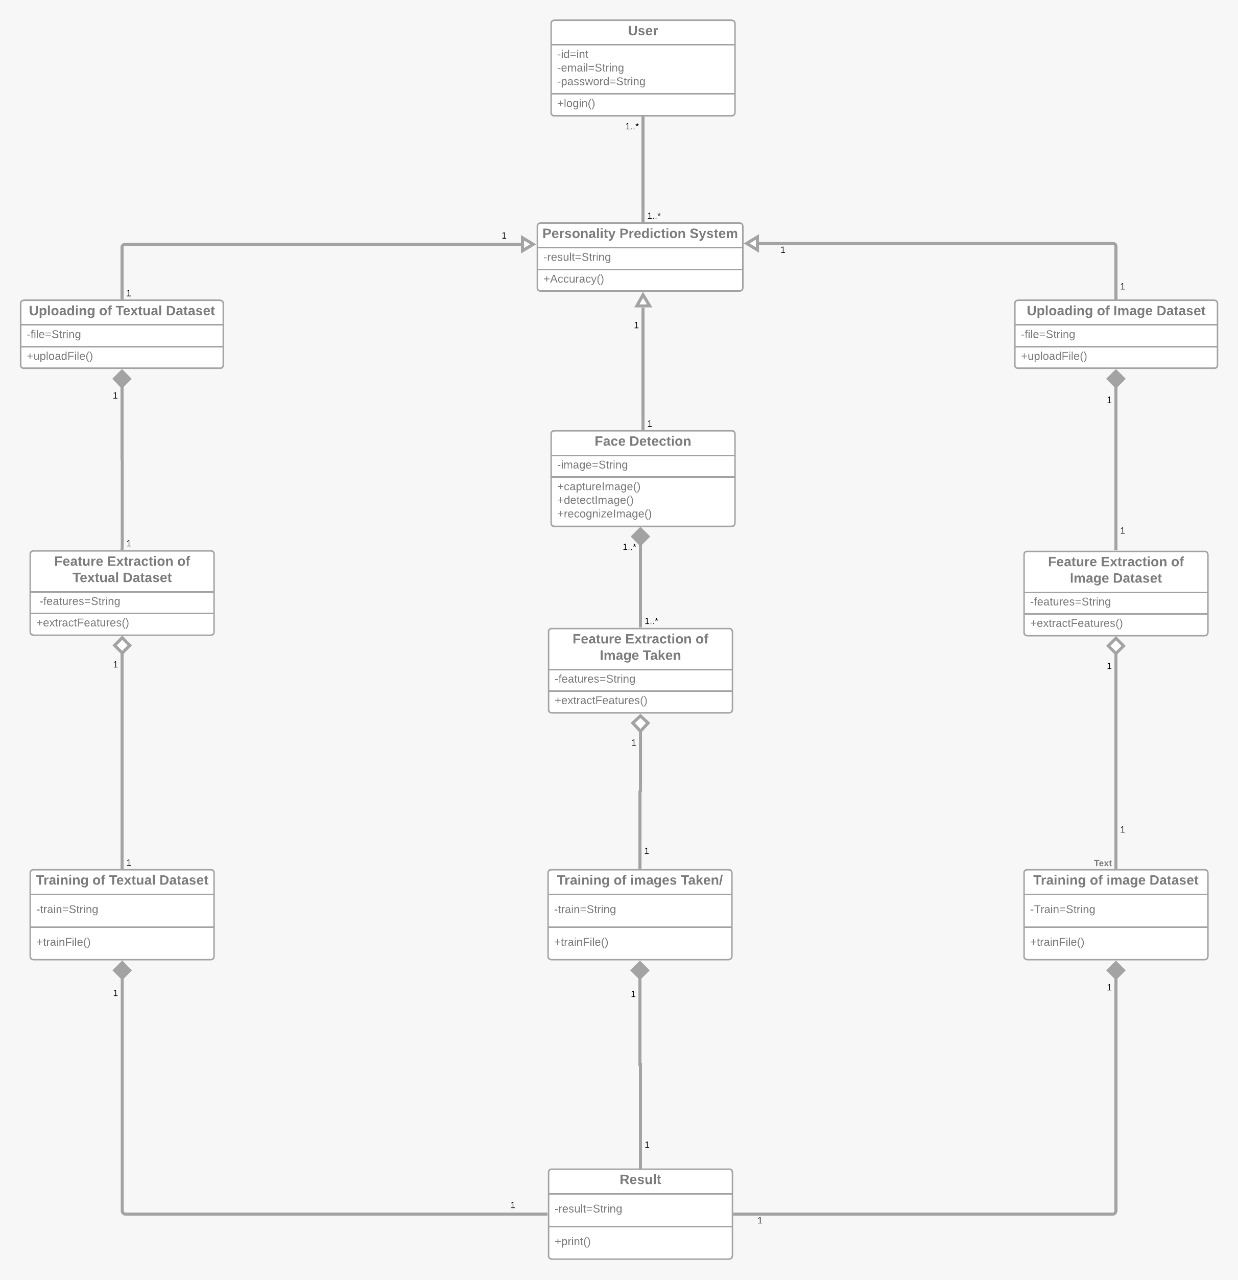 User
-id=int
-email=String
-password=String
+login()
1..*
1..*
Personality Prediction System
-result=String
+Accuracy()
1
1
1
1
1
1
Uploading of Textual Dataset
-file=String
+uploadFile()
Uploading of Image Dataset
-file=String
+uploadFile()
1
1
1
1
Face Detection
-image=String
+captureImage()
+detectImage()
+recognizeImage()
1..*
1..*
Feature Extraction of
Textual Dataset
-features=String
+extractFeatures()
Feature Extraction of
Image Taken
-features=String
+extractFeatures()
Feature Extraction of
Image Dataset
-features=String
+extractFeatures()
1
1
1
1
1
1
Text
Training of Textual Dataset
-train=String
+trainFile()
Training of images Taken/
-train=String
+trainFile()
Training of image Dataset
-Train=String
+trainFile()
1
1
1
1
1
1
Result
-result=String
+print()